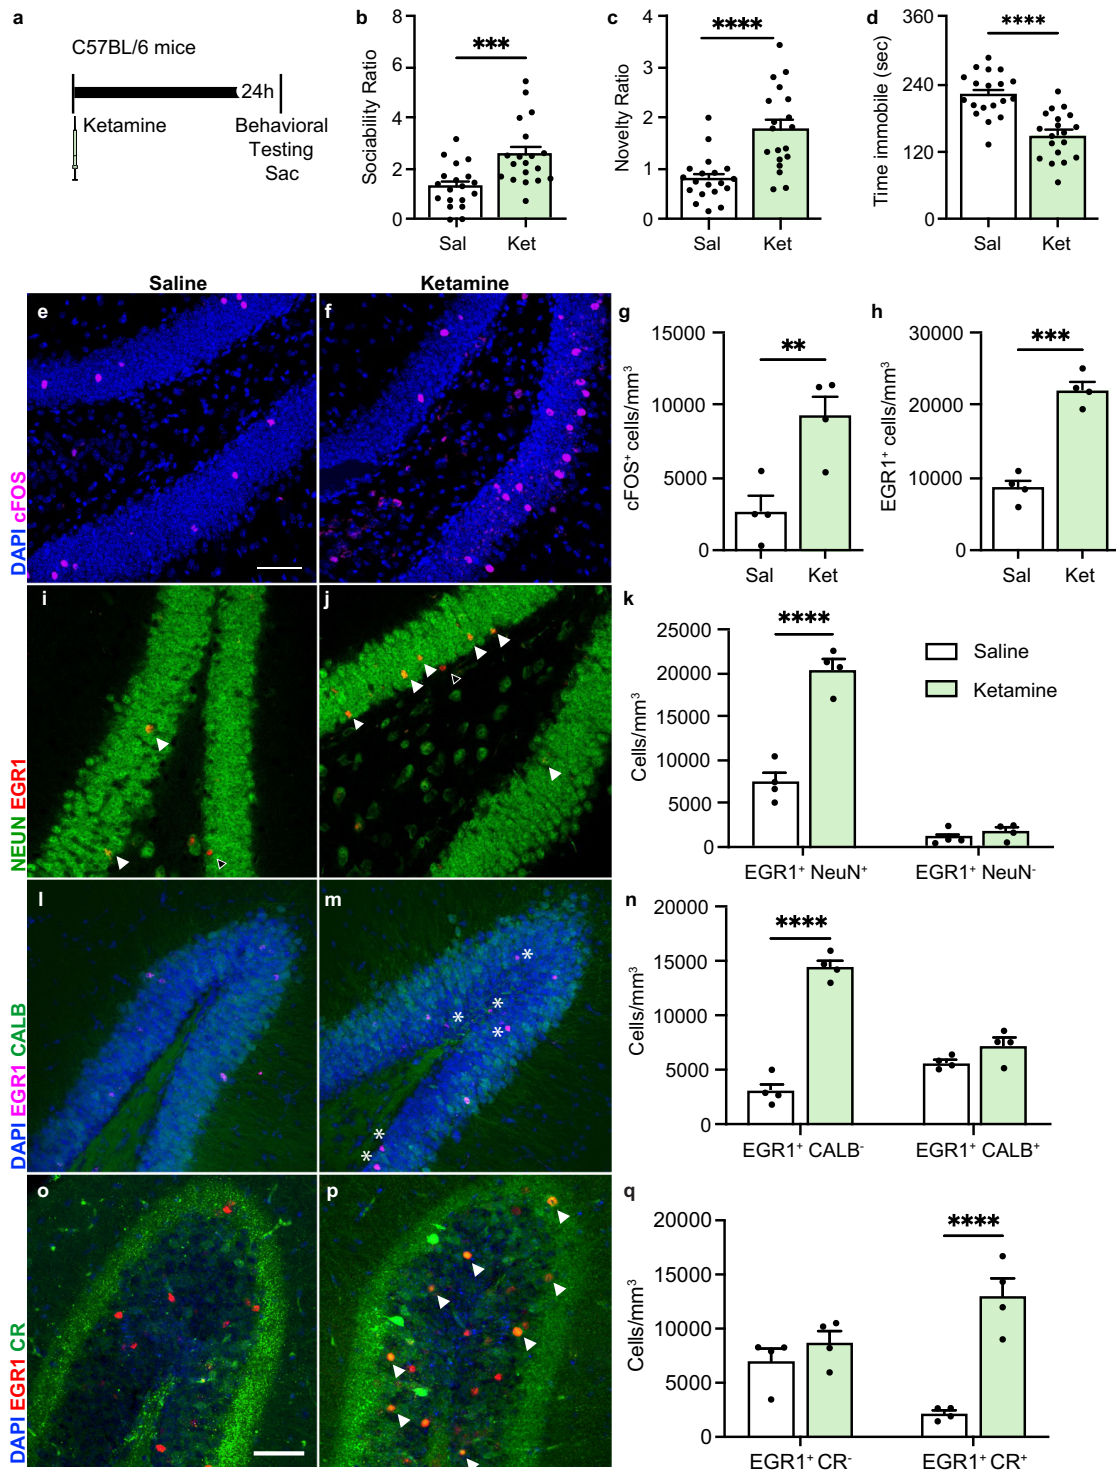 a
C57BL/6 mice
24h
Ketamine
Behavioral
Testing
Sac
b
Sociability Ratio
8
6
4
2
0
***
Sal Ket
c
Novelty Ratio
4
3
2
1
0
****
Sal Ket
d
Time immobile (sec)
360
240
120
0
****
Sal Ket
Saline Ketamine
DAPI cFOS
e
f
g
cFOS+ cells/mm3
15000
10000
5000
0
**
Sal Ket
h
EGR1+ cells/mm3
30000
20000
10000
0
***
Sal Ket
NEUN EGR1
i
j
k
Cells/mm3
25000
20000
15000
10000
5000
0
****
Saline
Ketamine
EGR1+ NeuN+ EGR1+ NeuN-
DAPI EGR1 CALB
l
m
* * * * * *
n
Cells/mm3
20000
15000
10000
5000
0
****
EGR1+ CALB- EGR1+ CALB+
DAPI EGR1 CR
o
p
q
Cells/mm3
20000
15000
10000
5000
0
****
EGR1+ CR- EGR1+ CR+